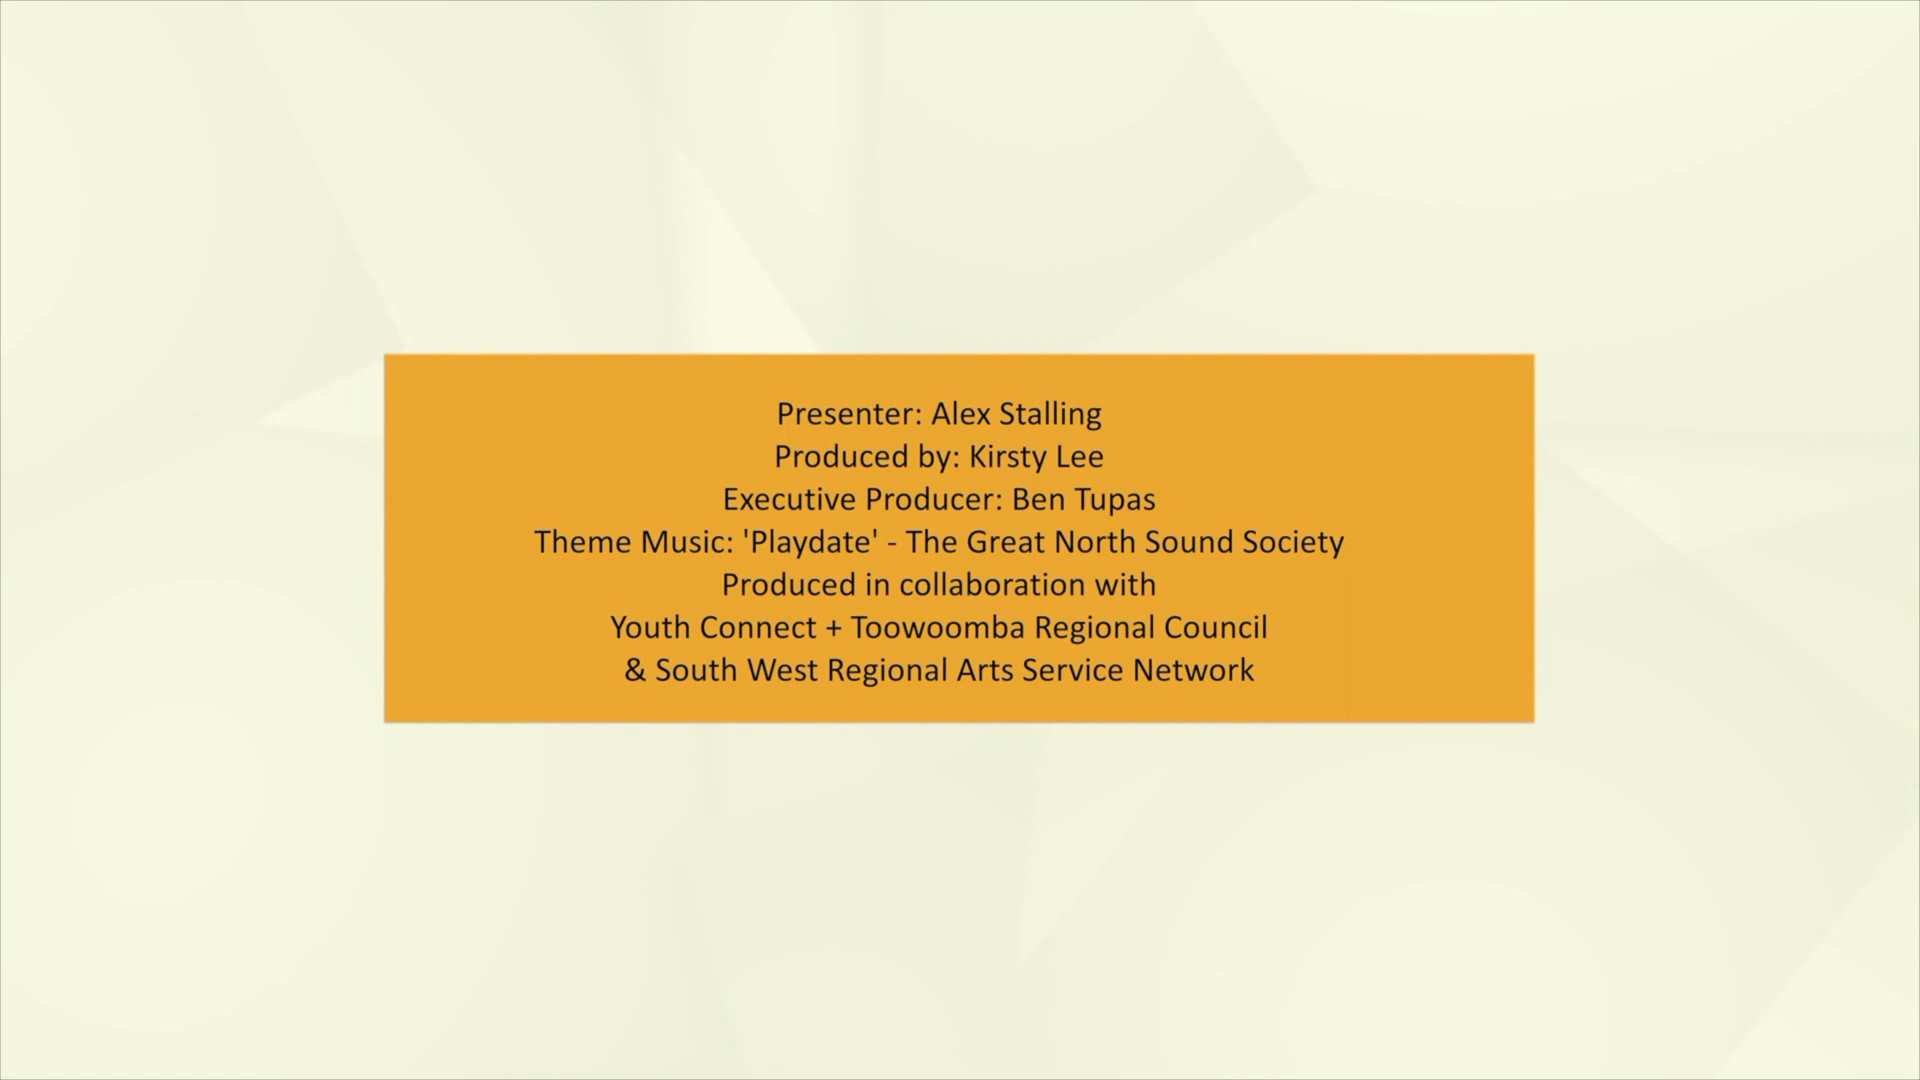 Presenter: Alex Stalling
Produced by: Kirsty Lee
Executive Producer: Ben Tupas
Theme Music: 'Playdate' - The Great North Sound Society
Produced in collaboration with
Youth Connect + Toowoomba Regional Council
& South West Regional Arts Service Network